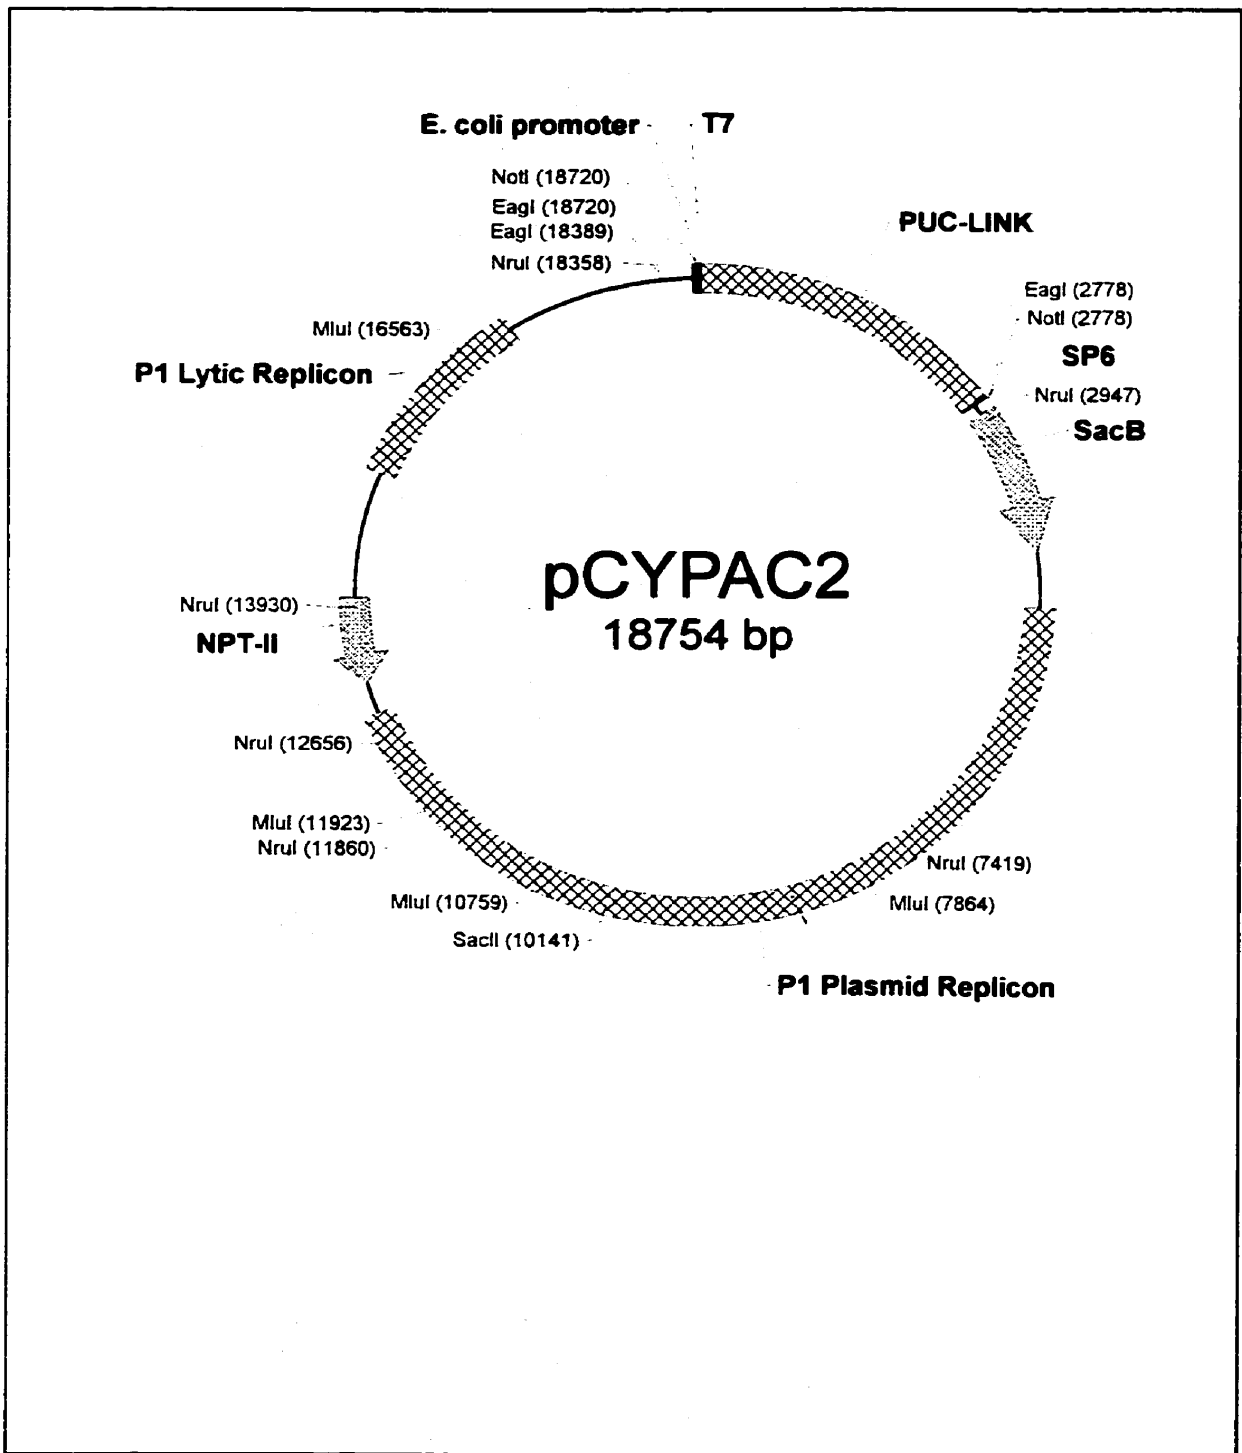 E. coli promoter
T7
NotI (18720)
EagI (18720)
EagI (18389)
NruI (18358)
PUC-LINK
EagI (2778)
NotI (2778)
SP6
NruI (2947)
SacB
MluI (16563)
P1 Lytic Replicon
pCYPAC2
18754 bp
NruI (13930)
NPT-II
NruI (12656)
MluI (11923)
NruI (11860)
MluI (10759)
SacII (10141)
NruI (7419)
MluI (7864)
P1 Plasmid Replicon